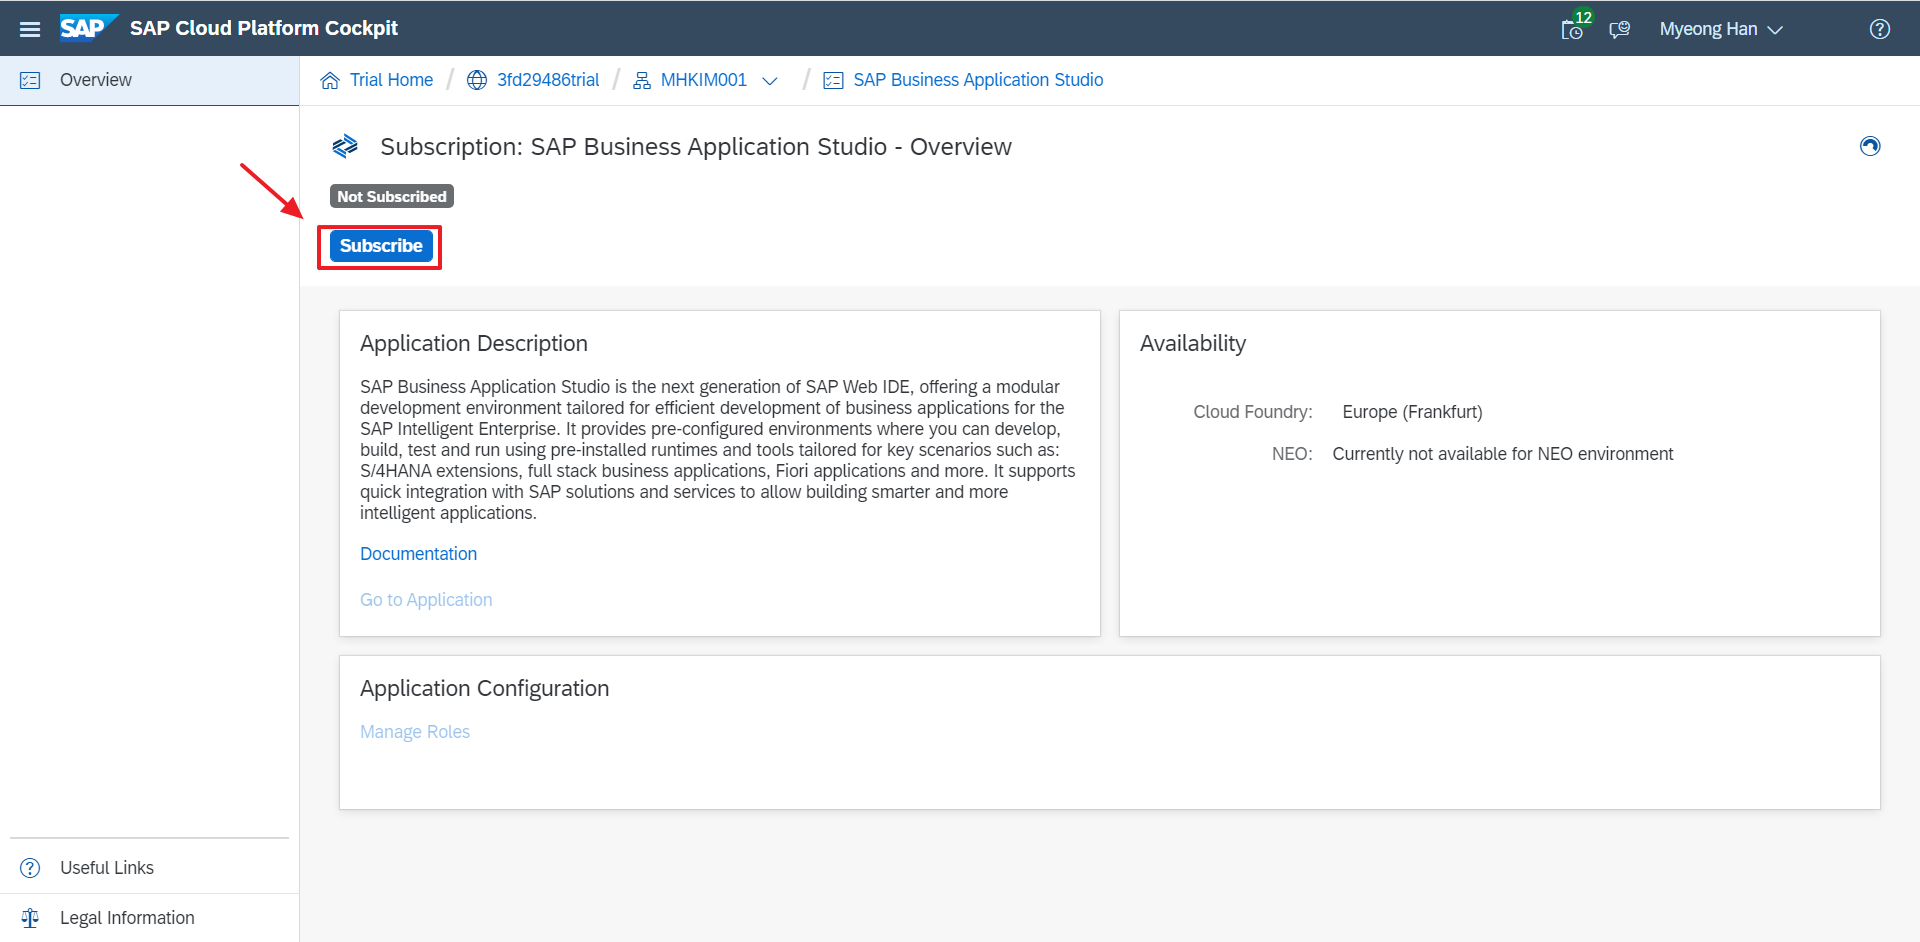 SAP SAP Cloud Platform Cockpit
12
Myeong Han
Overview
Trial Home / 3fd29486trial / MHKIM001 / SAP Business Application Studio
Subscription: SAP Business Application Studio - Overview
Not Subscribed
Subscribe
Application Description
SAP Business Application Studio is the next generation of SAP Web IDE, offering a modular
development environment tailored for efficient development of business applications for the
SAP Intelligent Enterprise. It provides pre-configured environments where you can develop,
build, test and run using pre-installed runtimes and tools tailored for key scenarios such as:
S/4HANA extensions, full stack business applications, Fiori applications and more. It supports
quick integration with SAP solutions and services to allow building smarter and more
intelligent applications.
Documentation
Go to Application
Availability
Cloud Foundry: Europe (Frankfurt)
NEO: Currently not available for NEO environment
Application Configuration
Manage Roles
Useful Links
Legal Information